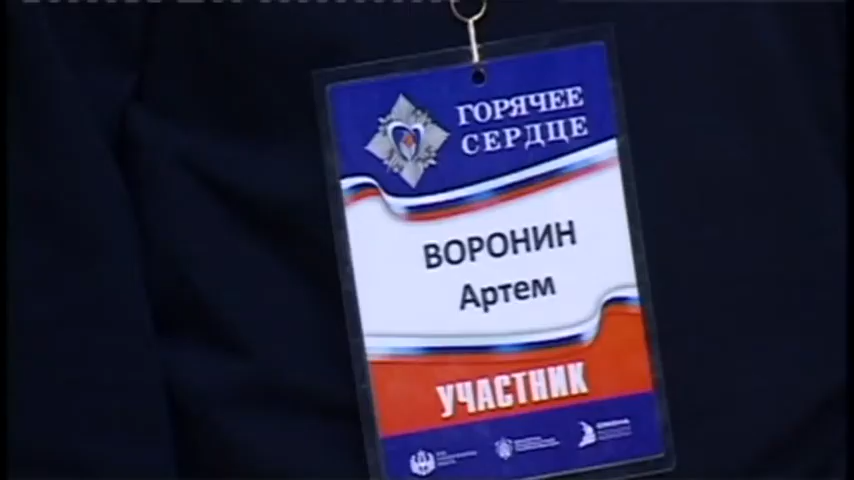 ГОРЯЧЕЕ
СЕРДЦЕ
ВОРОНИН
Артем
УЧАСТНИК